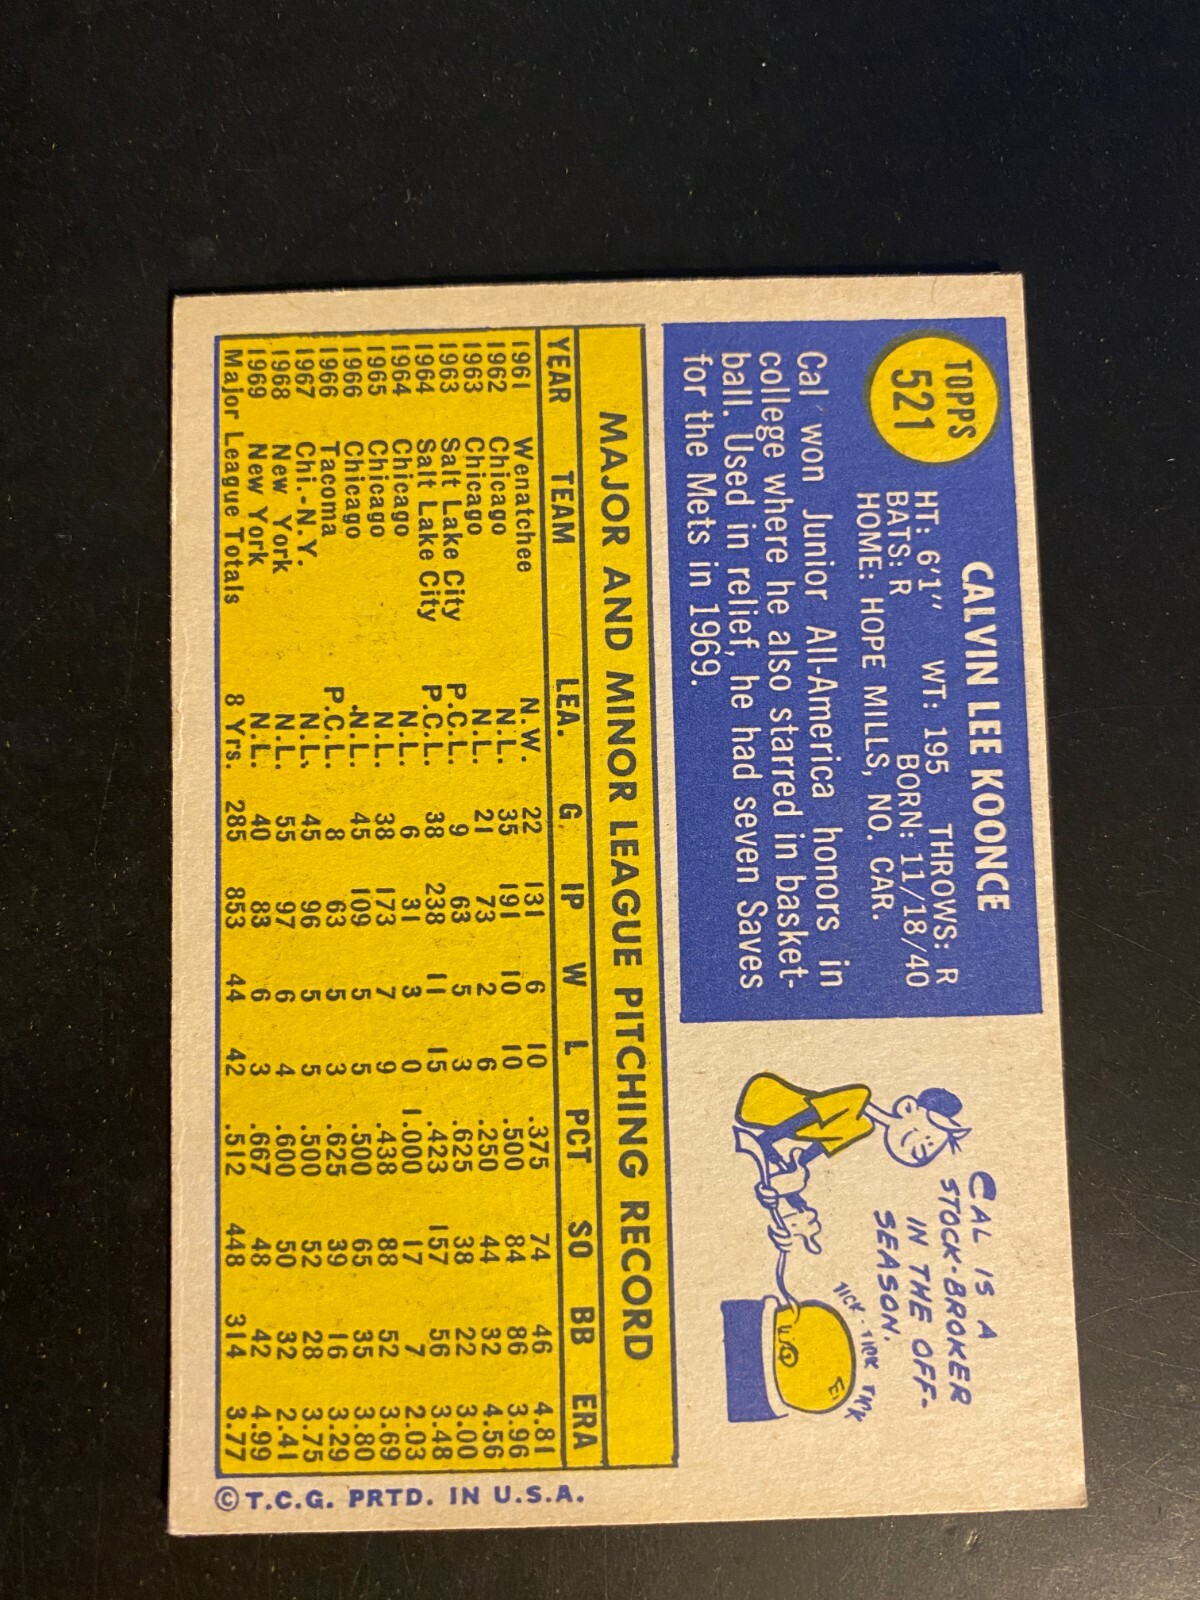 TOPPS
521
CALVIN LEE KOONCE
HT: 6'1" WT: 195 THROWS: R
BATS: R BORN: 11/18/40
HOME: HOPE MILLS, NO. CAR.
Cal won Junior All-America honors in
college where he also starred in basket-
ball. Used in relief, he had seven Saves
for the Mets in 1969.
CAL IS A
STOCK-BROKER
IN THE OFF-
SEASON.
TICK-TICK TICK
MAJOR AND MINOR LEAGUE PITCHING RECORD
YEAR TEAM LEA. G IP W L PCT SO BB ERA
1961 Wenatchee N.W. 22 131 6 10 .375 74 46 4.81
1962 Chicago N.L. 35 191 10 10 .500 84 86 3.96
1963 Chicago N.L. 21 73 2 6 .250 44 32 4.56
1963 Salt Lake City P.C.L. 9 63 5 3 .625 38 22 3.00
1964 Salt Lake City P.C.L. 38 238 11 15 .423 157 56 3.48
1964 Chicago N.L. 6 31 3 0 1.000 17 7 2.03
1965 Chicago N.L. 38 173 7 9 .438 88 52 3.69
1966 Chicago N.L. 45 109 5 5 .500 65 35 3.80
1966 Tacoma P.C.L. 8 63 5 3 .625 39 16 3.29
1967 Chi.-N.Y. N.L. 45 96 5 5 .500 52 28 3.75
1968 New York N.L. 55 97 6 4 .600 50 32 2.41
1969 New York N.L. 40 83 6 3 .667 48 42 4.99
Major League Totals 8 Yrs. 285 853 44 42 .512 448 314 3.77
© T.C.G. PRTD. IN U.S.A.